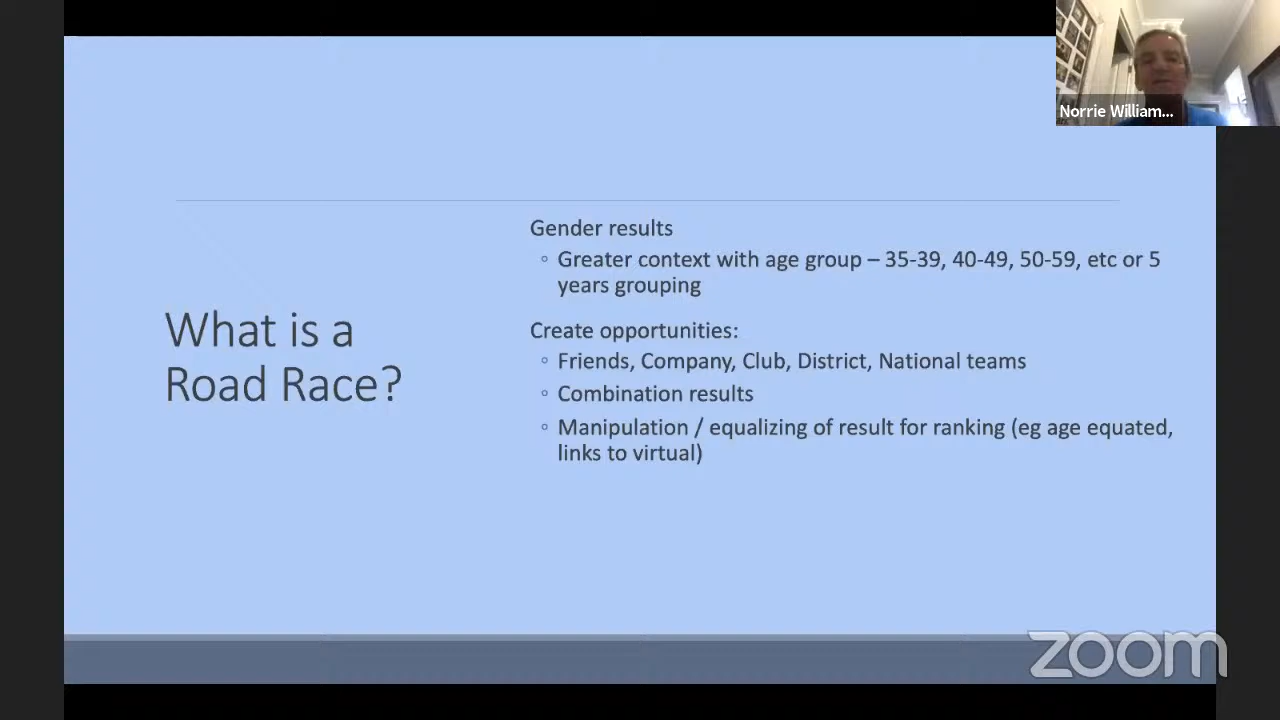 Norrie William...
What is a
Road Race?
Gender results
◦ Greater context with age group – 35-39, 40-49, 50-59, etc or 5
years grouping
Create opportunities:
◦ Friends, Company, Club, District, National teams
◦ Combination results
◦ Manipulation / equalizing of result for ranking (eg age equated,
links to virtual)
zoom